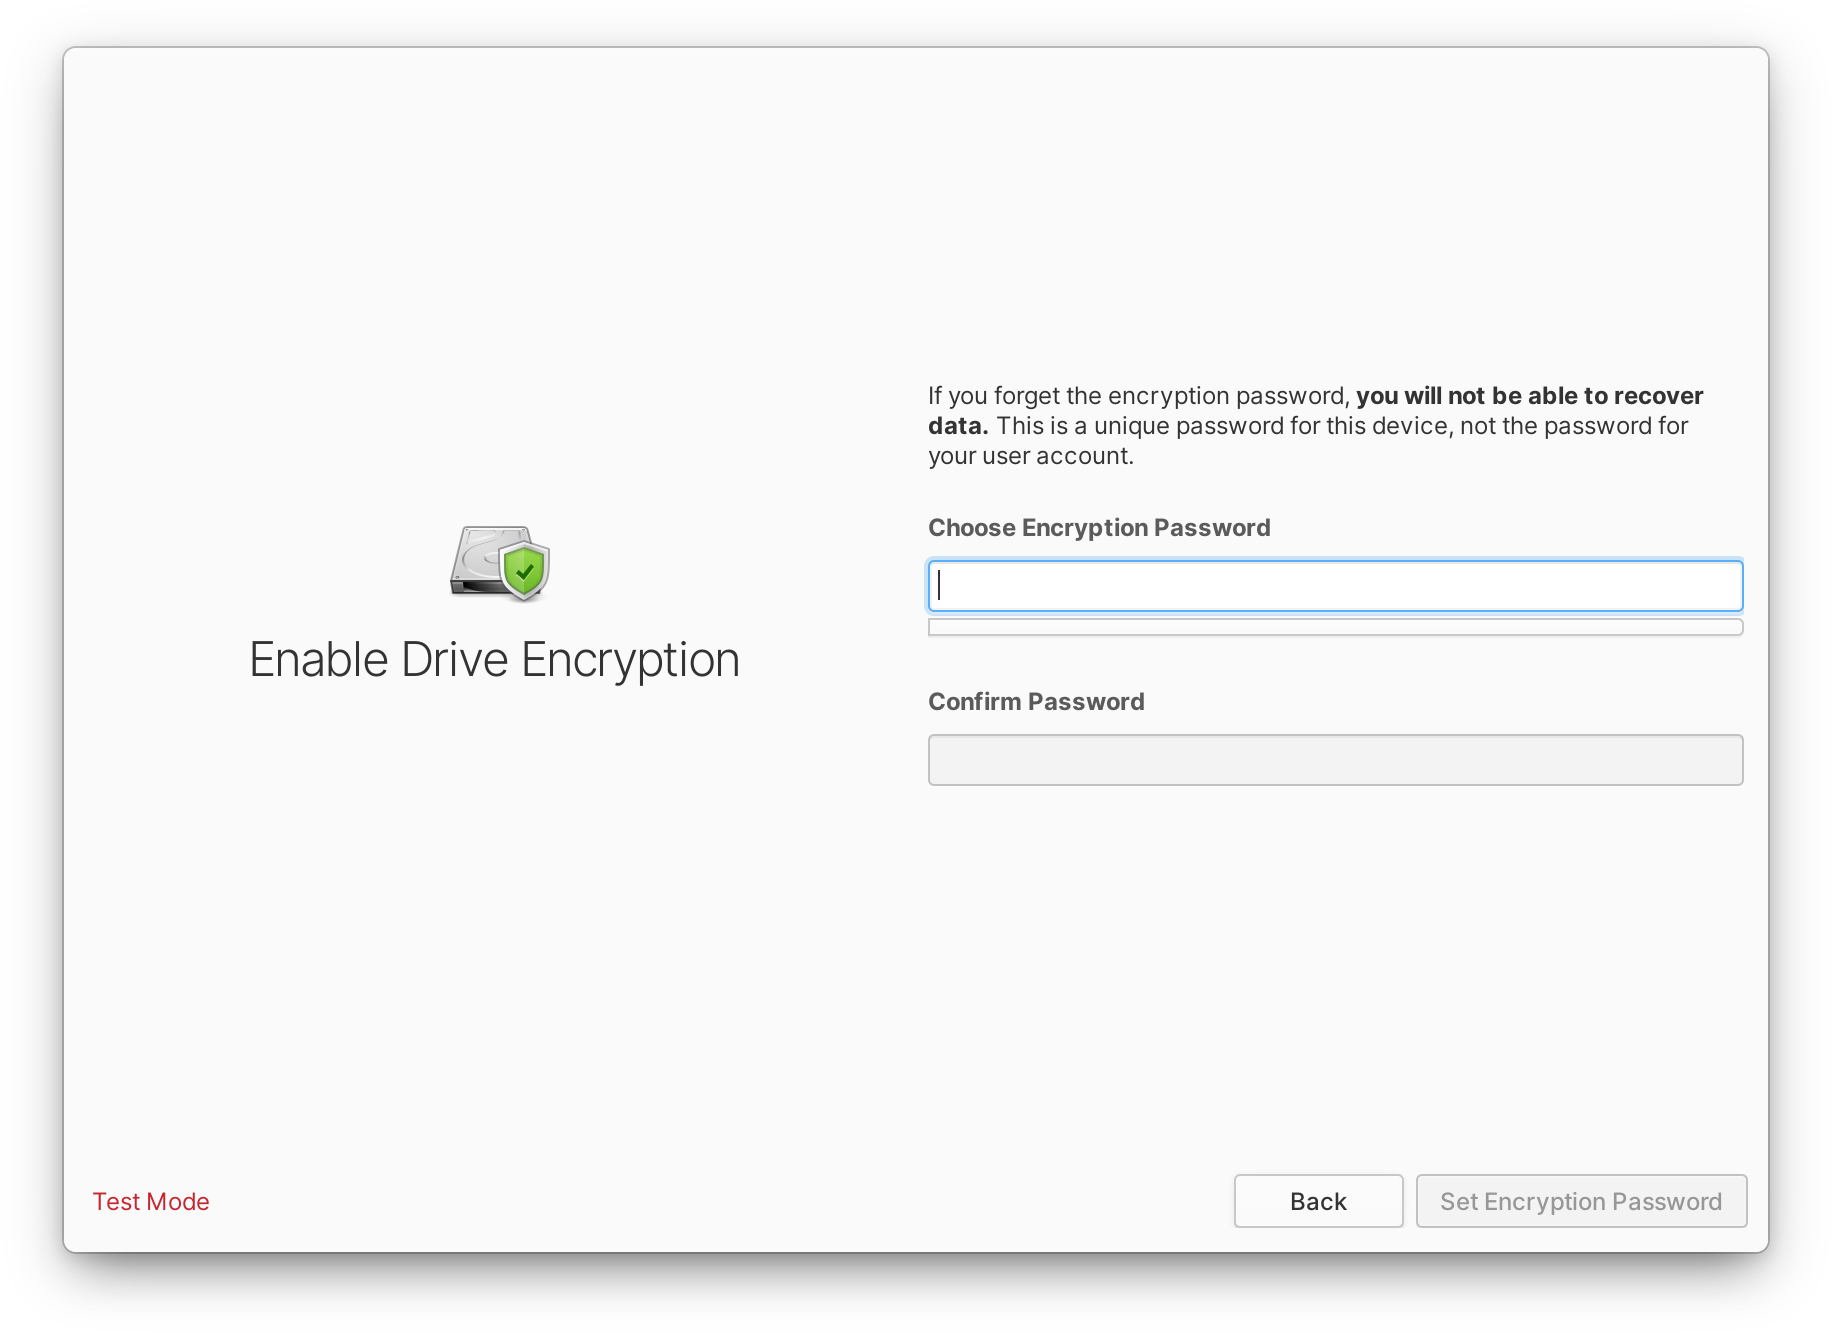 If you forget the encryption password, you will not be able to recover
data. This is a unique password for this device, not the password for
your user account.
Choose Encryption Password
Enable Drive Encryption
Confirm Password
Test Mode
Back
Set Encryption Password